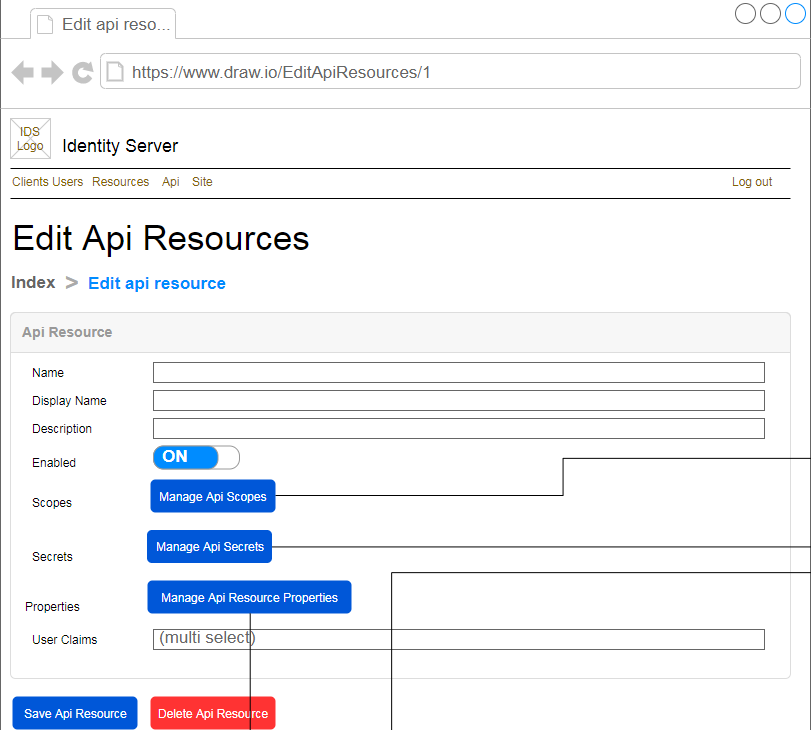 Edit api reso...
https://www.draw.io/EditApiResources/1
IDS
Logo
Identity Server
Clients Users Resources Api Site Log out
Edit Api Resources
Index > Edit api resource
Api Resource
Name
Display Name
Description
Enabled ON
Scopes Manage Api Scopes
Secrets Manage Api Secrets
Properties Manage Api Resource Properties
User Claims (multi select)
Save Api Resource Delete Api Resource